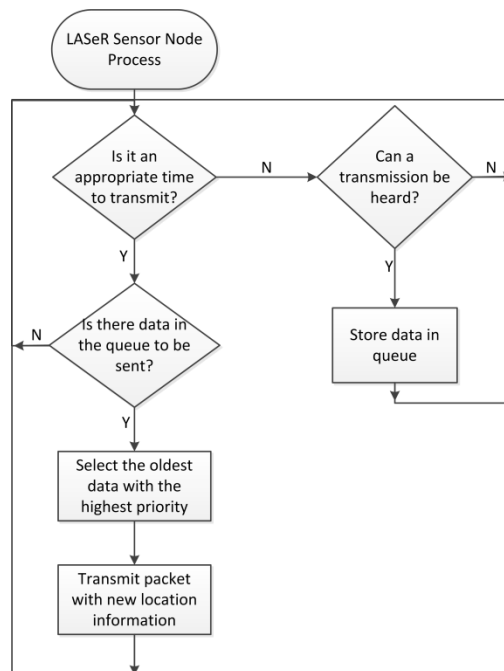 LASeR Sensor Node
Process
Is it an
appropriate time
to transmit?
N
Can a
transmission be
heard?
N
Y
Y
Is there data in
the queue to be
sent?
N
Store data in
queue
Y
Select the oldest
data with the
highest priority
Transmit packet
with new location
information